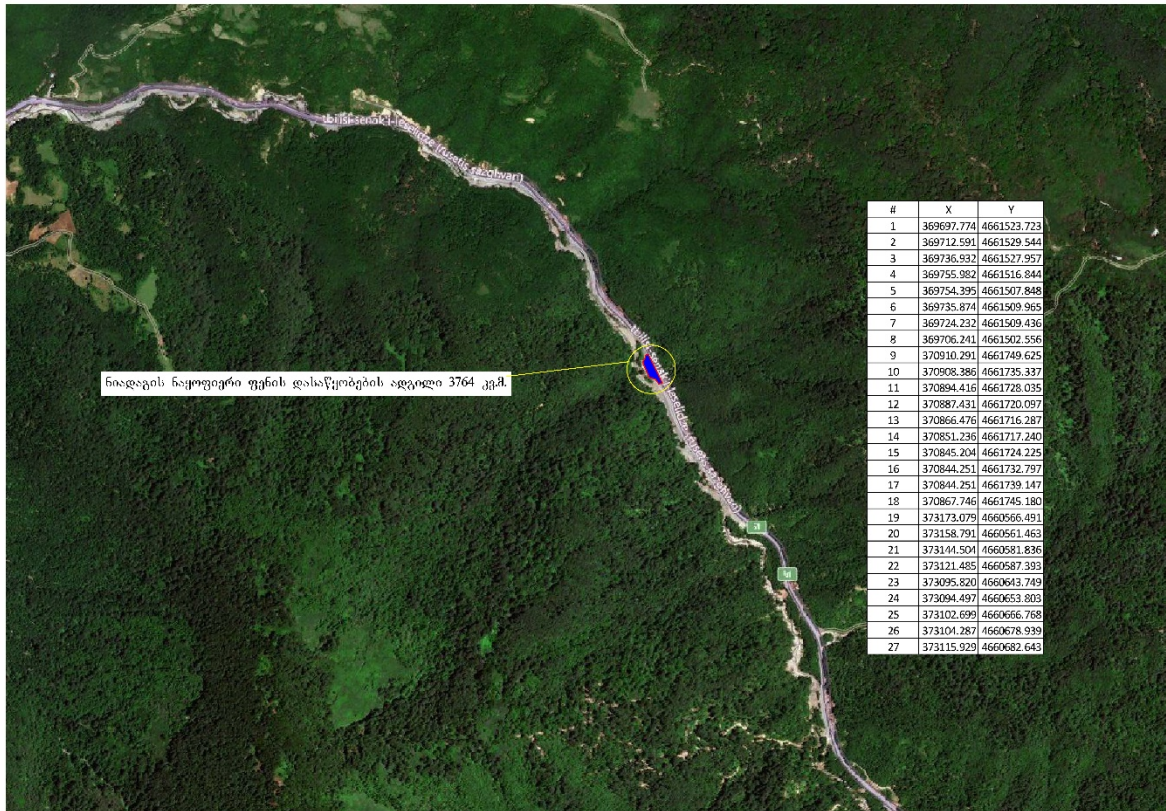 tbilisi-senaki-leselidze (rusetis sazghvari)
ნიადაგის ნაყოფიერი ფენის დასაწყობების ადგილი 3764 კვ.მ.
# X Y
1 369697.774 4661523.723
2 369712.591 4661529.544
3 369736.932 4661527.957
4 369755.982 4661516.844
5 369754.395 4661507.848
6 369735.874 4661509.965
7 369724.232 4661509.436
8 369706.241 4661502.556
9 370910.291 4661749.625
10 370908.386 4661735.337
11 370894.416 4661728.035
12 370887.431 4661720.097
13 370866.476 4661716.287
14 370851.236 4661717.240
15 370845.204 4661724.225
16 370844.251 4661732.797
17 370844.251 4661739.147
18 370867.746 4661745.180
19 373173.079 4660566.491
20 373158.791 4660561.463
21 373144.504 4660581.836
22 373121.485 4660587.393
23 373095.820 4660643.749
24 373094.497 4660653.803
25 373102.699 4660666.768
26 373104.287 4660678.939
27 373115.929 4660682.643